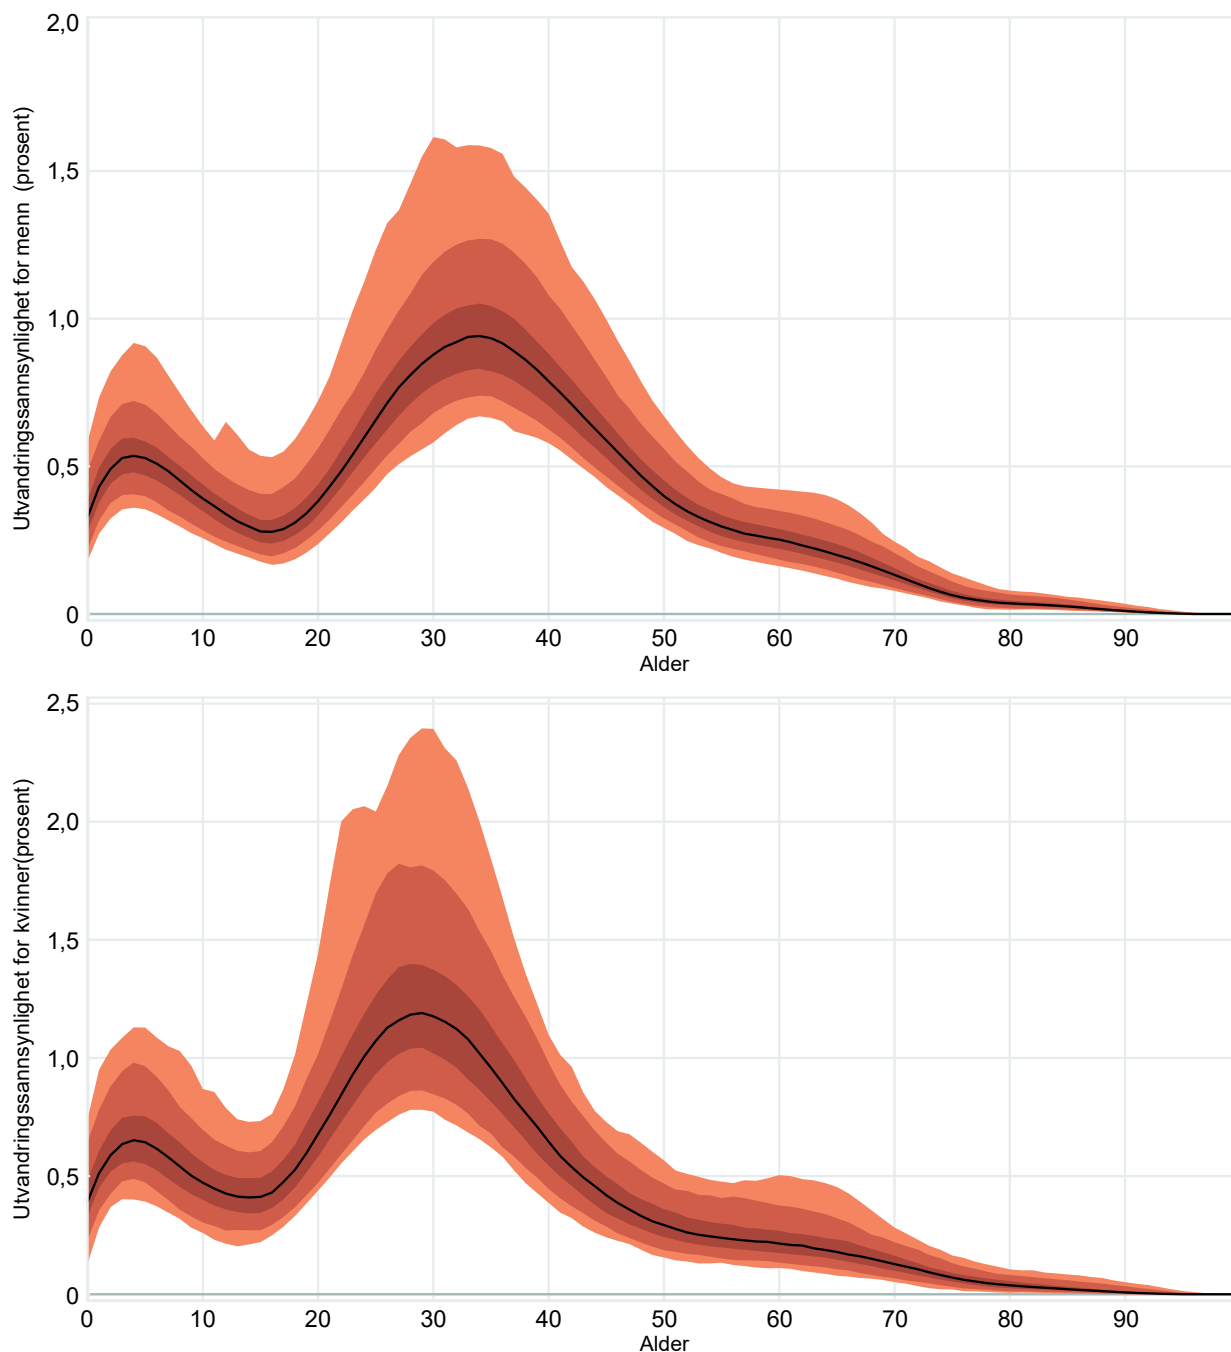 2,0
1,5
1,0
0,5
0
Utvandringssannsynlighet for menn (prosent)
0 10 20 30 40 50 60 70 80 90
Alder
2,5
2,0
1,5
1,0
0,5
0
Utvandringssannsynlighet for kvinner(prosent)
0 10 20 30 40 50 60 70 80 90
Alder